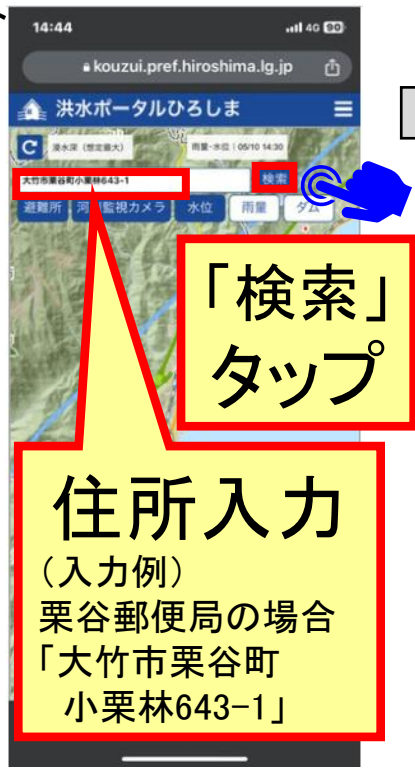 14:44
4G 90
kouzui.pref.hiroshima.lg.jp
洪水ポータルひろしま
C 浸水深(想定最大)
雨量・水位 | 05/10 14:30
大竹市栗谷町小栗林643-1
検索
避難所 河 監視カメラ 水位 雨量 ダム
「検索」
タップ
住所入力
（入力例）
栗谷郵便局の場合
「大竹市栗谷町
小栗林643-1」